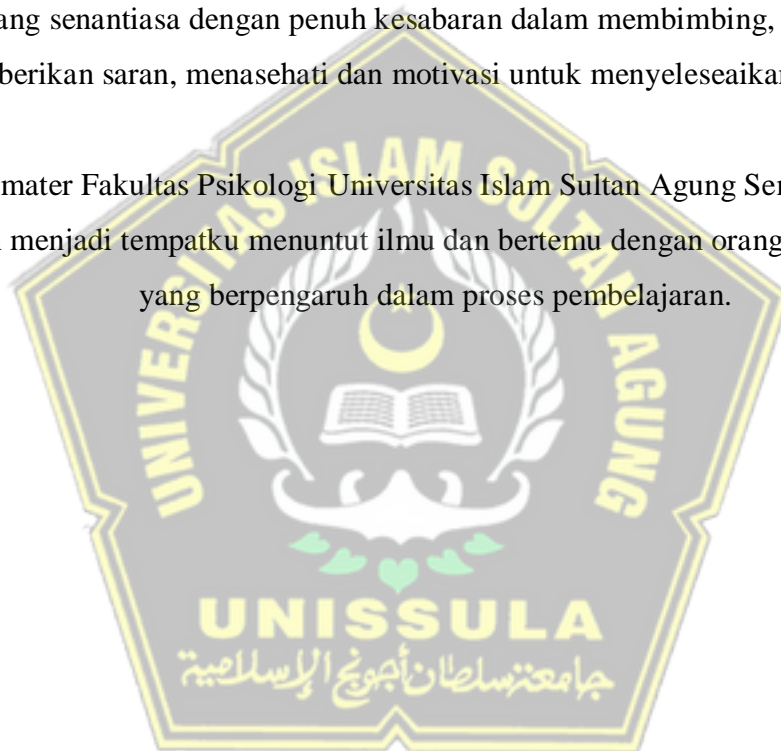 ang senantiasa dengan penuh kesabaran dalam membimbing,
berikan saran, menasehati dan motivasi untuk menyeleseaikan
mater Fakultas Psikologi Universitas Islam Sultan Agung Ser
menjadi tempatku menuntut ilmu dan bertemu dengan orang
yang berpengaruh dalam proses pembelajaran.
UNIVERSITAS ISLAM SULTAN AGUNG
UNISSULA
جامعة سلطان أجونج الإسلامية